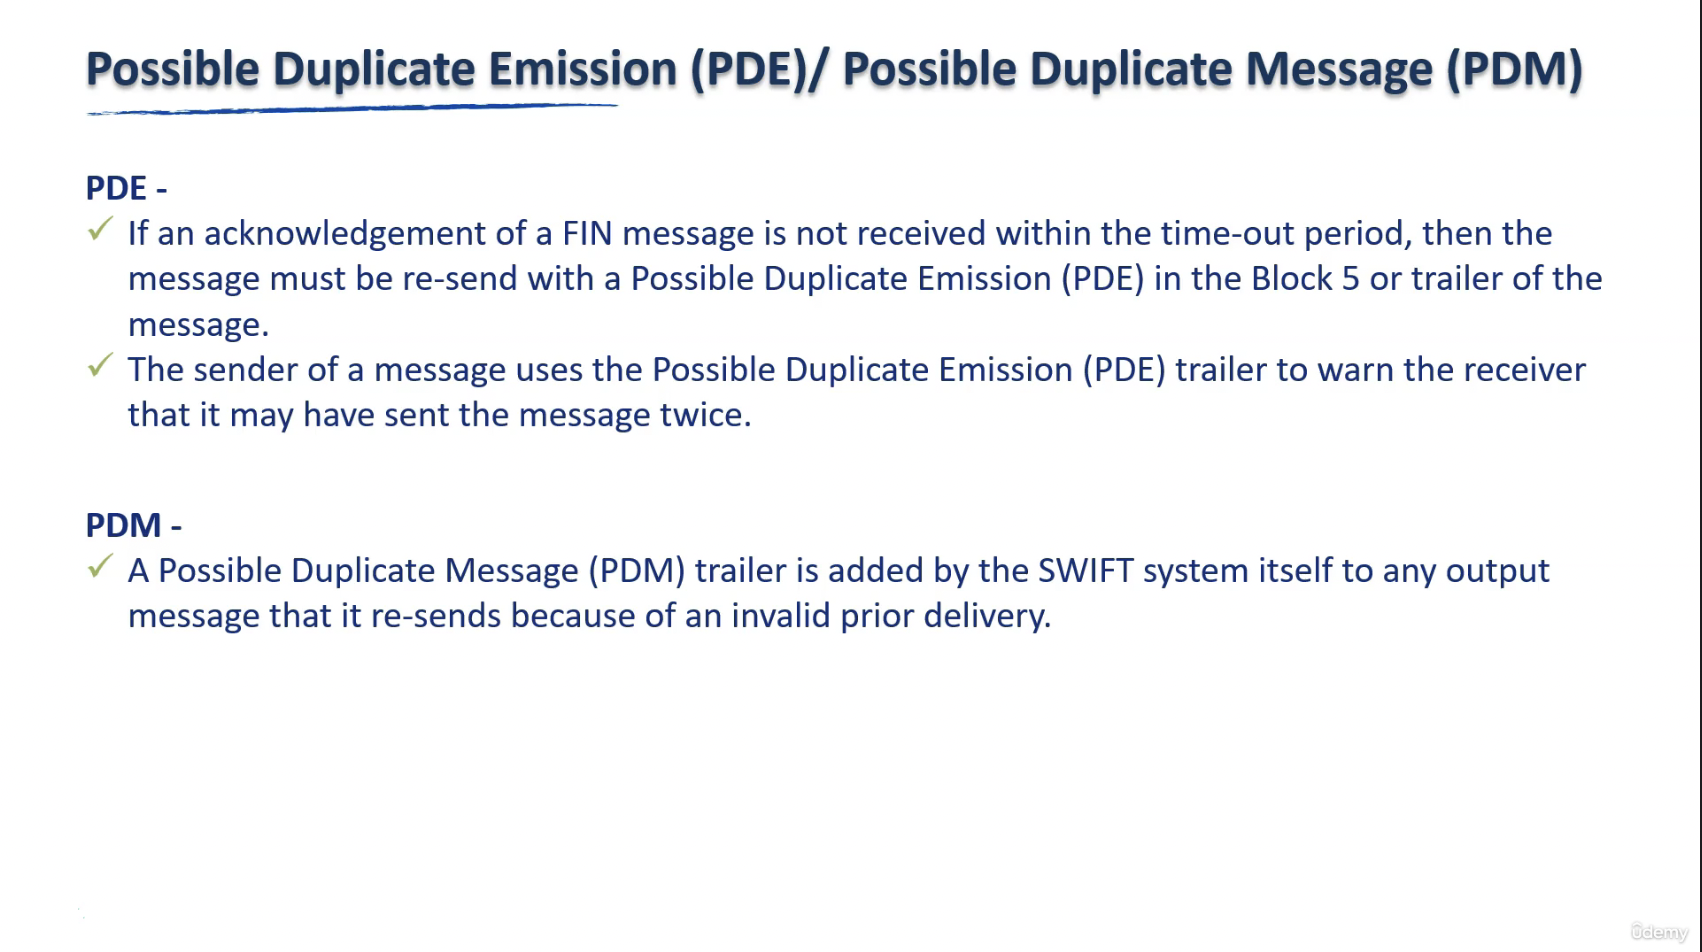 Possible Duplicate Emission (PDE)/ Possible Duplicate Message (PDM)
PDE -
✓ If an acknowledgement of a FIN message is not received within the time-out period, then the
message must be re-send with a Possible Duplicate Emission (PDE) in the Block 5 or trailer of the
message.
✓ The sender of a message uses the Possible Duplicate Emission (PDE) trailer to warn the receiver
that it may have sent the message twice.
PDM -
✓ A Possible Duplicate Message (PDM) trailer is added by the SWIFT system itself to any output
message that it re-sends because of an invalid prior delivery.
ûdemy